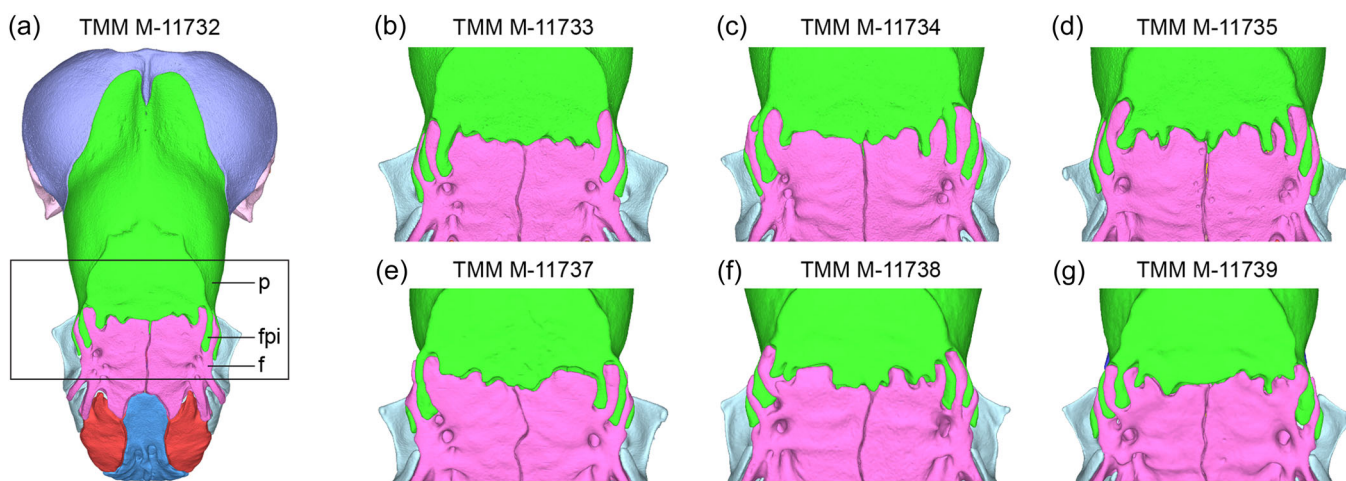 (a) TMM M-11732
(b) TMM M-11733
(c) TMM M-11734
(d) TMM M-11735
p
fpi
f
(e) TMM M-11737
(f) TMM M-11738
(g) TMM M-11739